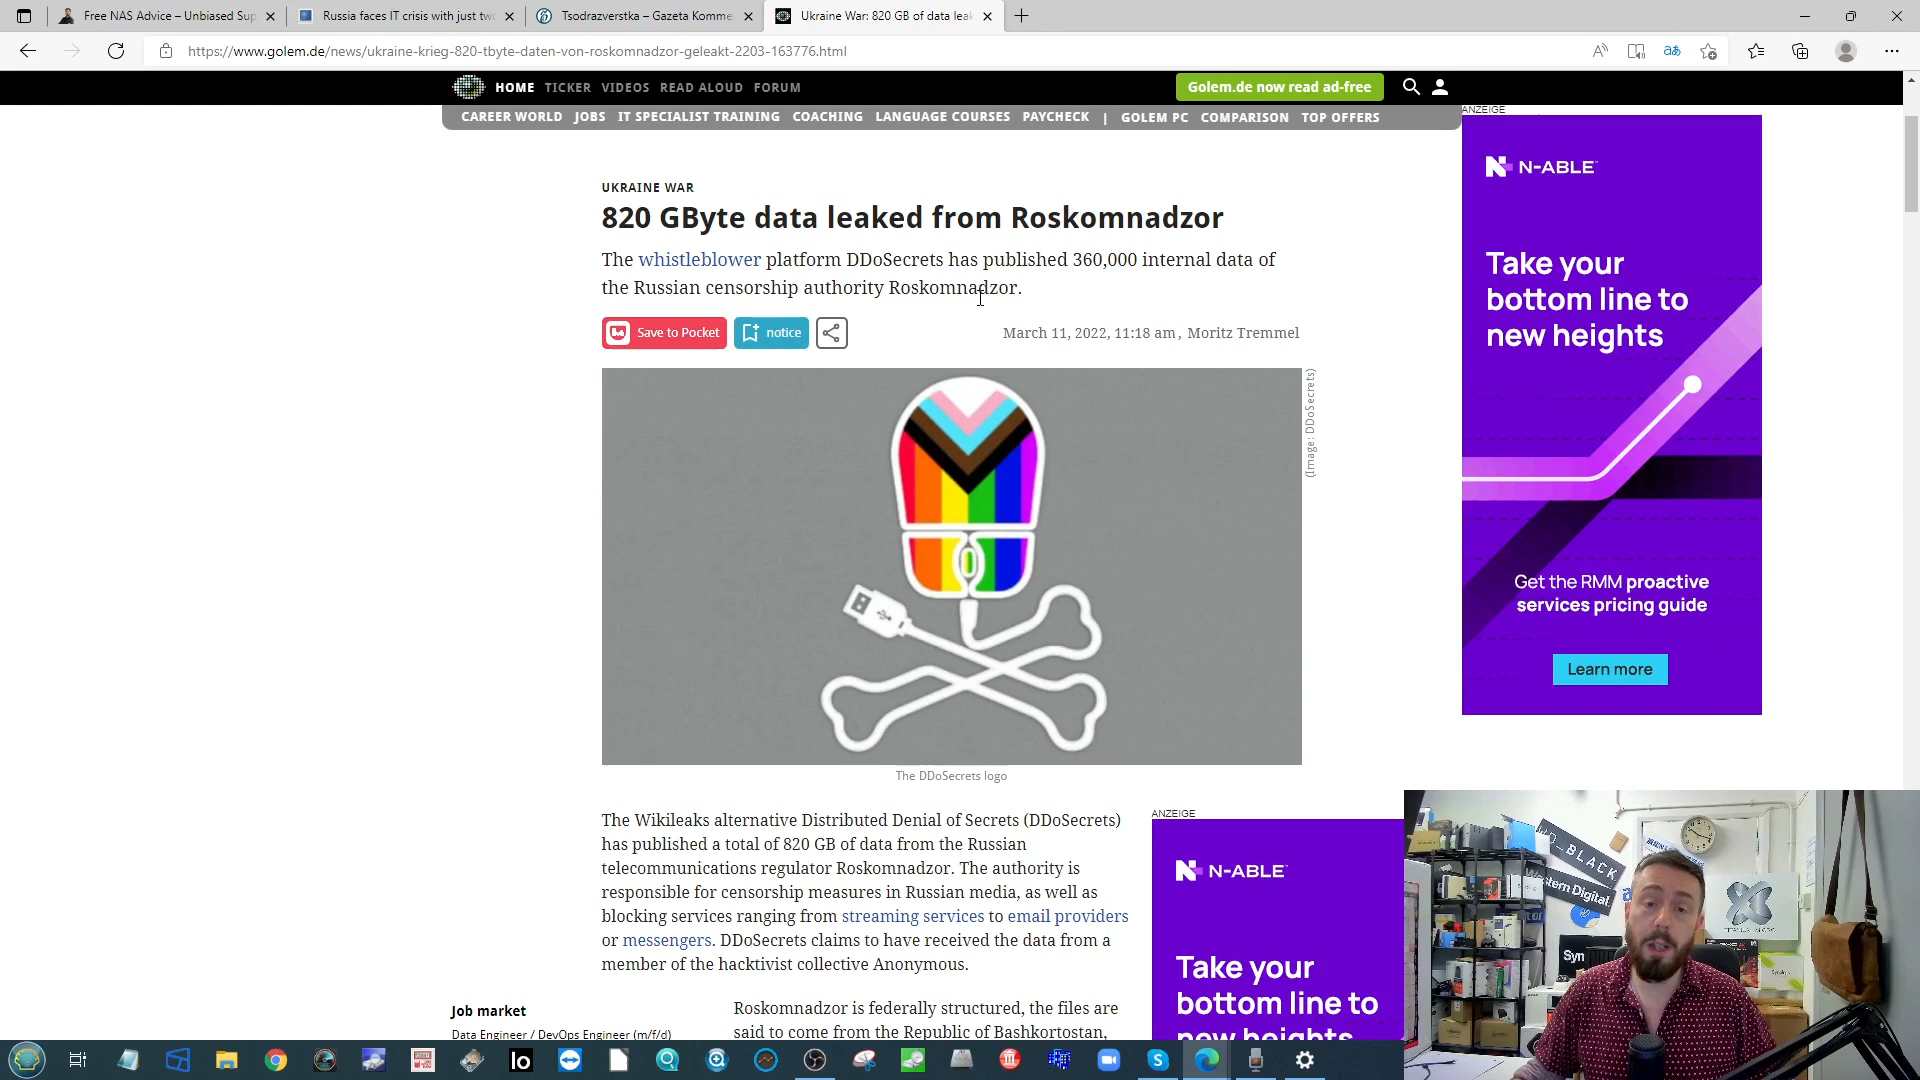 Free NAS Advice – Unbiased Sup
Russia faces IT crisis with just tw
Tsodrazverstka – Gazeta Komme
Ukraine War: 820 GB of data leak
https://www.golem.de/news/ukraine-krieg-820-tbyte-daten-von-roskomnadzor-geleakt-2203-163776.html
HOME TICKER VIDEOS READ ALOUD FORUM
Golem.de now read ad-free
CAREER WORLD JOBS IT SPECIALIST TRAINING COACHING LANGUAGE COURSES PAYCHECK | GOLEM PC COMPARISON TOP OFFERS
ANZEIGE
N-ABLE
Take your
bottom line to
new heights
Get the RMM proactive
services pricing guide
Learn more
UKRAINE WAR
820 GByte data leaked from Roskomnadzor
The whistleblower platform DDoSecrets has published 360,000 internal data of
the Russian censorship authority Roskomnadzor.
Save to Pocket
notice
March 11, 2022, 11:18 am, Moritz Tremmel
(Image: DDoSecrets)
The DDoSecrets logo
The Wikileaks alternative Distributed Denial of Secrets (DDoSecrets)
has published a total of 820 GB of data from the Russian
telecommunications regulator Roskomnadzor. The authority is
responsible for censorship measures in Russian media, as well as
blocking services ranging from streaming services to email providers
or messengers. DDoSecrets claims to have received the data from a
member of the hacktivist collective Anonymous.
ANZEIGE
N-ABLE
Take your
bottom line to
new heights
Job market
Data Engineer / DevOps Engineer (m/f/d)
Roskomnadzor is federally structured, the files are
said to come from the Republic of Bashkortostan,
WD_BLACK
Western Digital.
Syn